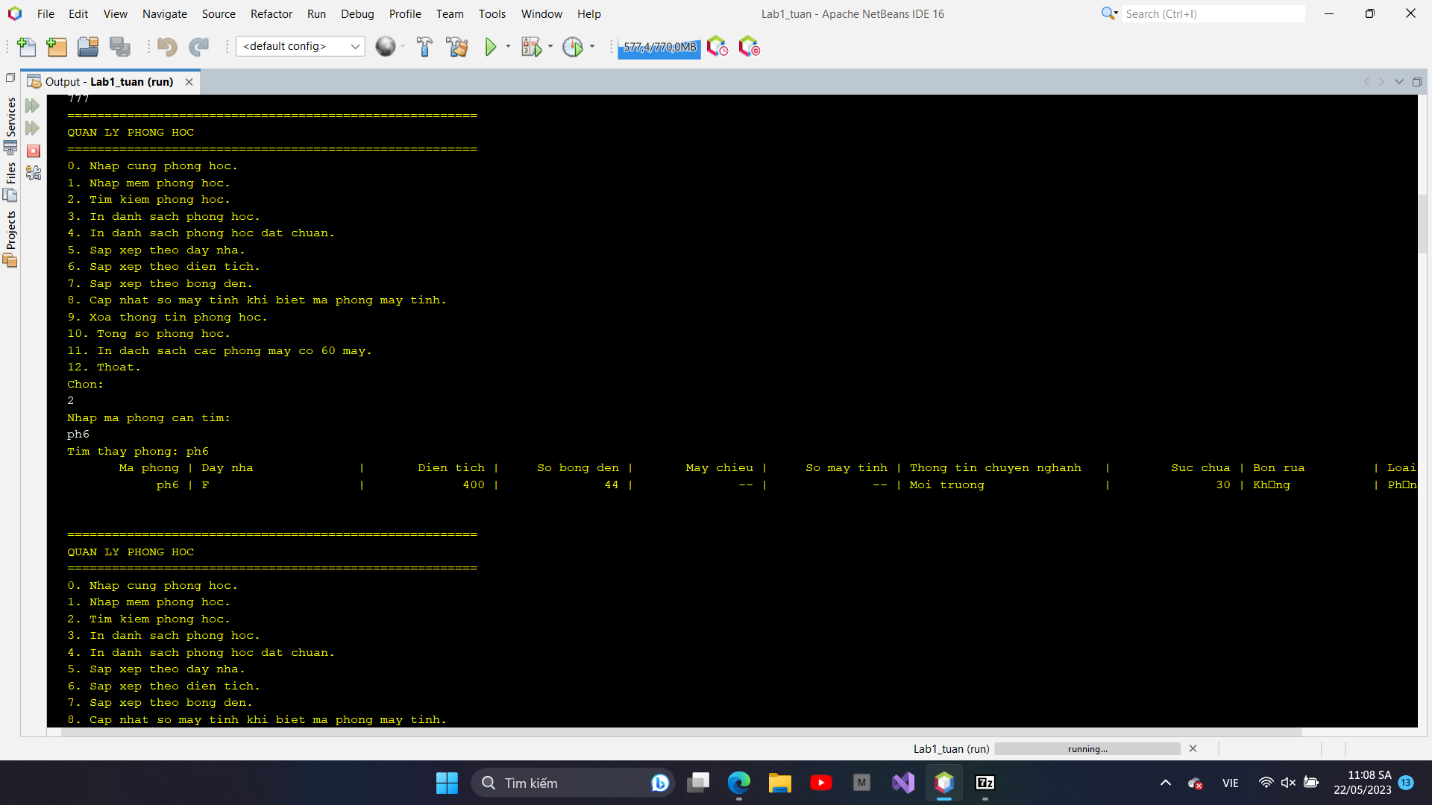 File Edit View Navigate Source Refactor Run Debug Profile Team Tools Window Help Lab1_tuan - Apache NetBeans IDE 16 Search (Ctrl+I)
<default config> 577,4/770,0MB
Output - Lab1_tuan (run)
Services
Files
Projects
777
=======================================================
QUAN LY PHONG HOC
=======================================================
0. Nhap cung phong hoc.
1. Nhap mem phong hoc.
2. Tim kiem phong hoc.
3. In danh sach phong hoc.
4. In danh sach phong hoc dat chuan.
5. Sap xep theo day nha.
6. Sap xep theo dien tich.
7. Sap xep theo bong den.
8. Cap nhat so may tinh khi biet ma phong may tinh.
9. Xoa thong tin phong hoc.
10. Tong so phong hoc.
11. In dach sach cac phong may co 60 may.
12. Thoat.
Chon:
2
Nhap ma phong can tim:
ph6
Tim thay phong: ph6
Ma phong | Day nha | Dien tich | So bong den | May chieu | So may tinh | Thong tin chuyen nghanh | Suc chua | Bon rua | Loai
ph6 | F | 400 | 44 | -- | -- | Moi truong | 30 | Kh□ng | Ph□n
=======================================================
QUAN LY PHONG HOC
=======================================================
0. Nhap cung phong hoc.
1. Nhap mem phong hoc.
2. Tim kiem phong hoc.
3. In danh sach phong hoc.
4. In danh sach phong hoc dat chuan.
5. Sap xep theo day nha.
6. Sap xep theo dien tich.
7. Sap xep theo bong den.
8. Cap nhat so may tinh khi biet ma phong may tinh.
Lab1_tuan (run) running...
Tìm kiếm M 7z VIE 11:08 SA
22/05/2023 13